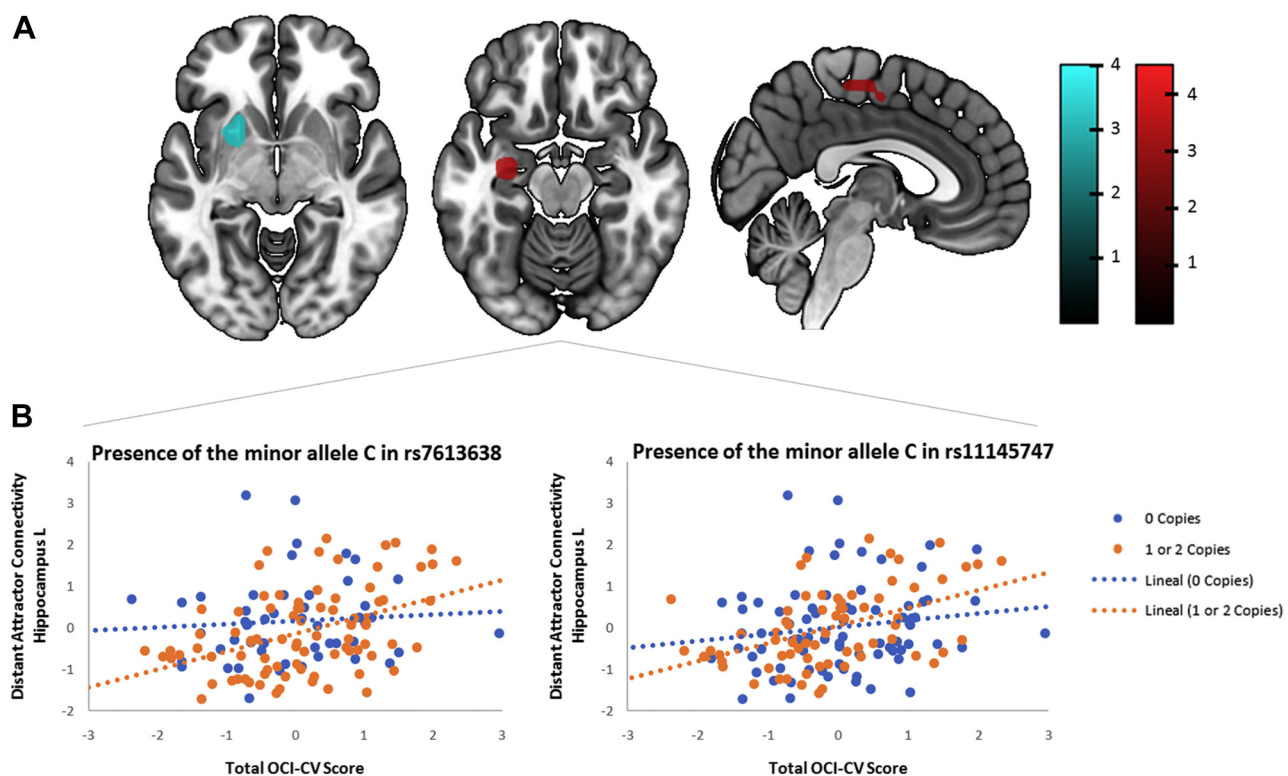 A
4
3
2
1
4
3
2
1
B
Presence of the minor allele C in rs7613638
Distant Attractor Connectivity
Hippocampus L
4
3
2
1
0
-1
-2
-3
-2
-1
0
1
2
3
Total OCI-CV Score
Presence of the minor allele C in rs11145747
Distant Attractor Connectivity
Hippocampus L
4
3
2
1
0
-1
-2
-3
-2
-1
0
1
2
3
Total OCI-CV Score
0 Copies
1 or 2 Copies
Lineal (0 Copies)
Lineal (1 or 2 Copies)